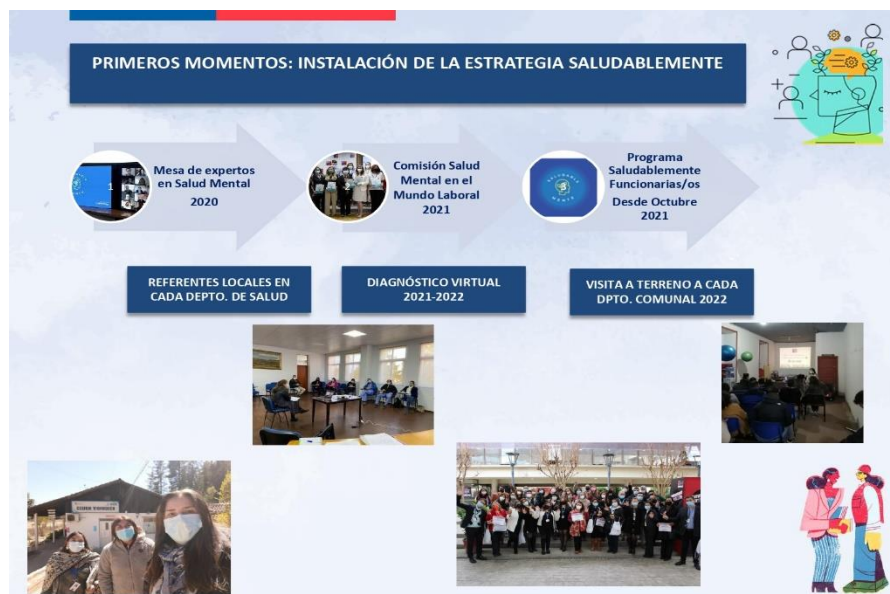 PRIMEROS MOMENTOS: INSTALACIÓN DE LA ESTRATEGIA SALUDABLEMENTE
Mesa de expertos
en Salud Mental
2020
Comisión Salud
Mental en el
Mundo Laboral
2021
Programa
Saludablemente
Funcionarias/os
Desde Octubre
2021
SALUDABLE
MENTE
REFERENTES LOCALES EN
CADA DEPTO. DE SALUD
DIAGNÓSTICO VIRTUAL
2021-2022
VISITA A TERRENO A CADA
DPTO. COMUNAL 2022